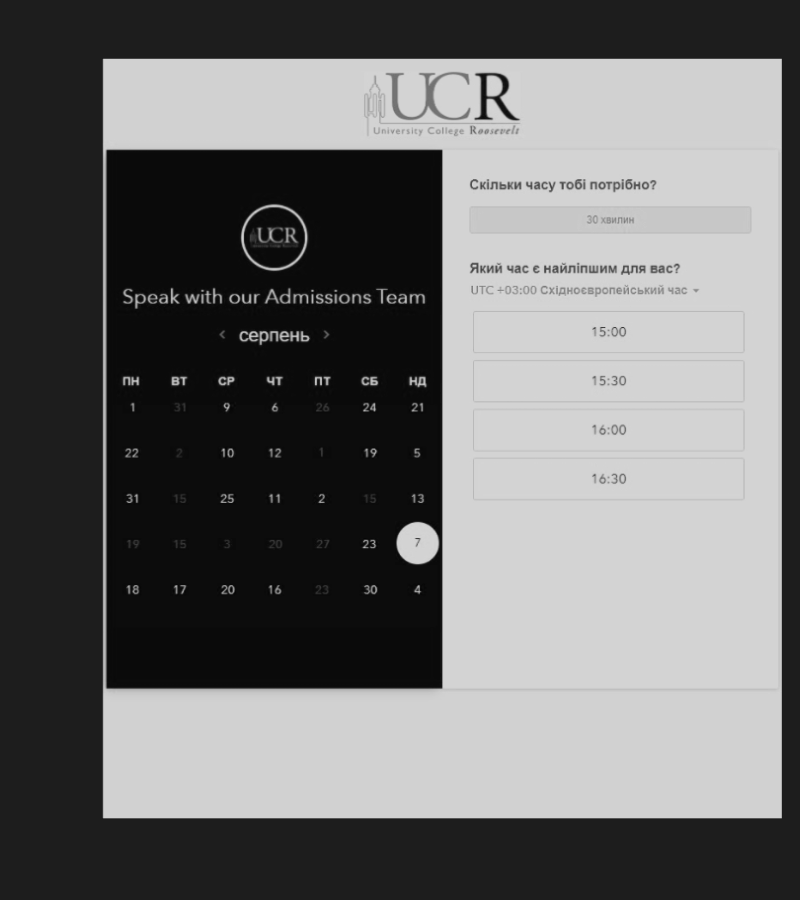 UCR
University College Roosevelt
UCR
Speak with our Admissions Team
< серпень >
ПН ВТ СР ЧТ ПТ СБ НД
1 31 9 6 26 24 21
22 2 10 12 1 19 5
31 15 25 11 2 15 13
19 15 3 20 27 23 7
18 17 20 16 23 30 4
Скільки часу тобі потрібно?
30 хвилин
Який час є найліпшим для вас?
UTC +03:00 Східноєвропейський час
15:00
15:30
16:00
16:30